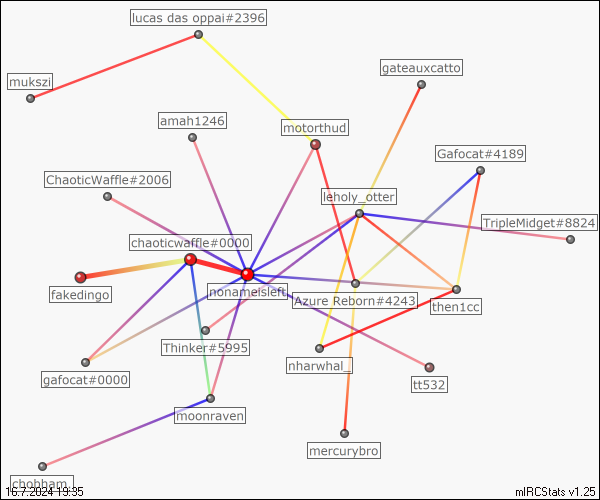 lucas das oppai#2396
gateauxcatto
mukszi
amah1246
motorthud
Gafocat#4189
ChaoticWaffle#2006
leholy_otter
TripleMidget#8824
chaoticwaffle#0000
fakedingo
nonameisleft
Azure Reborn#4243
then1cc
Thinker#5995
nharwhal_
gafocat#0000
tt532
moonraven
mercurybro
chohham_
16.7.2024 19:35
mIRCStats v1.25